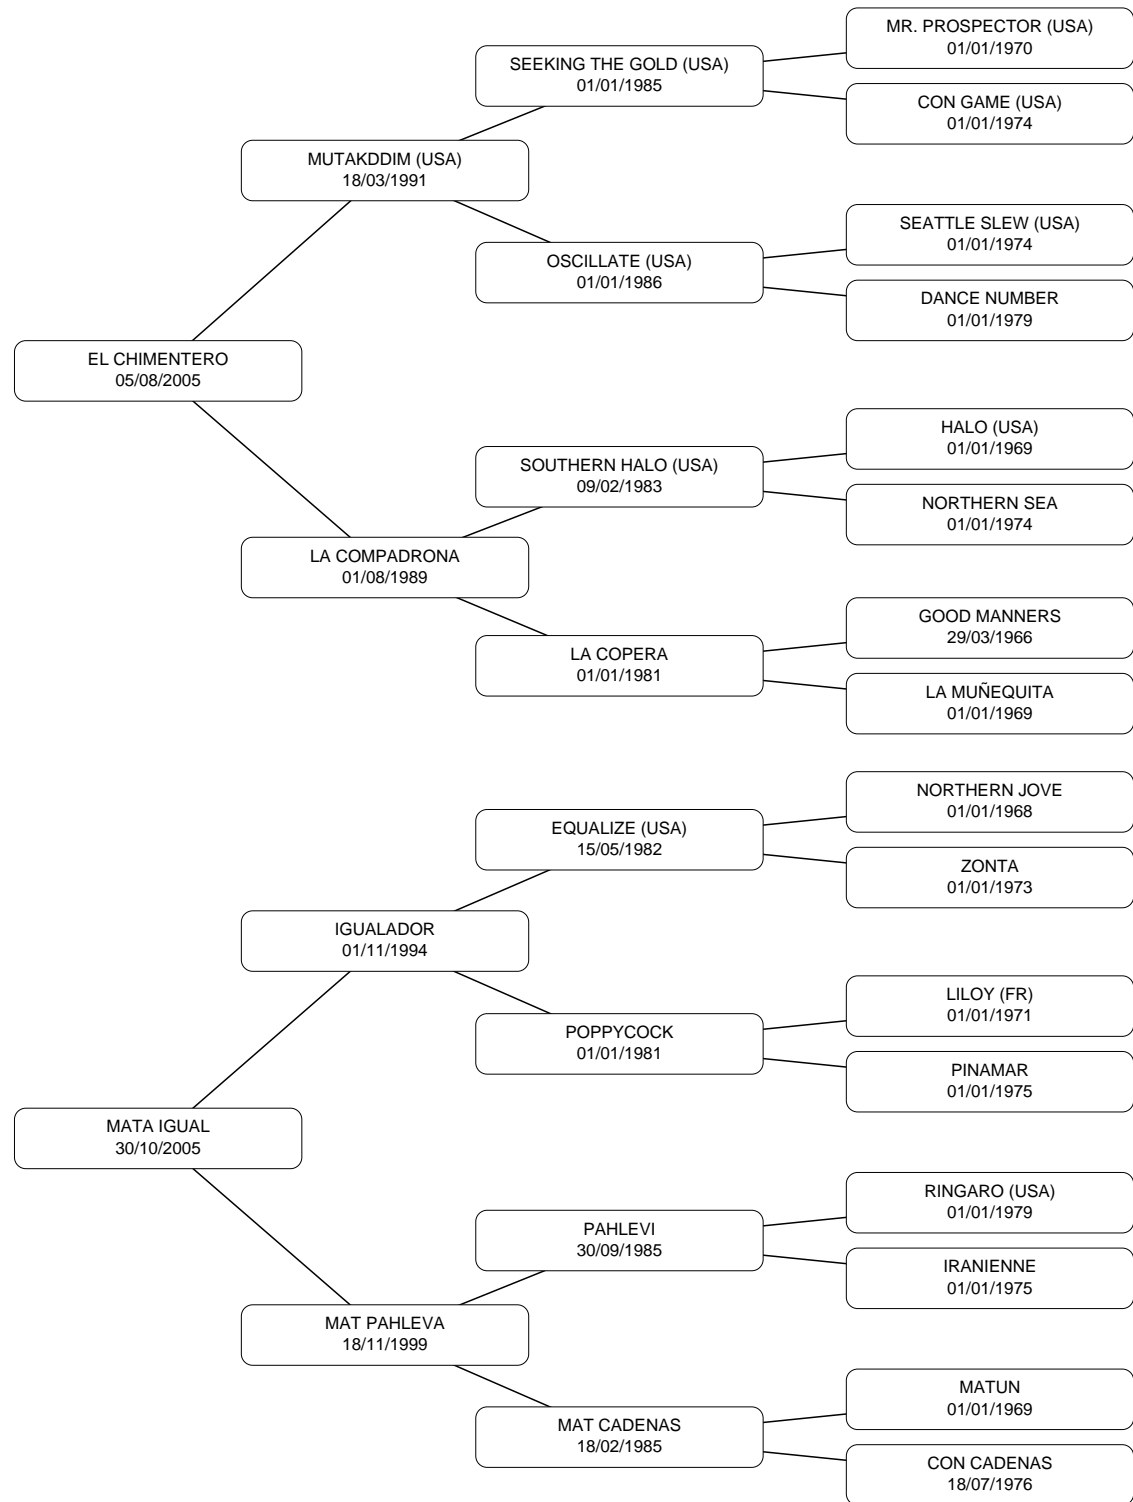 MR. PROSPECTOR (USA)
01/01/1970
SEEKING THE GOLD (USA)
01/01/1985
CON GAME (USA)
01/01/1974
MUTAKDDIM (USA)
18/03/1991
SEATTLE SLEW (USA)
01/01/1974
OSCILLATE (USA)
01/01/1986
DANCE NUMBER
01/01/1979
EL CHIMENTERO
05/08/2005
HALO (USA)
01/01/1969
SOUTHERN HALO (USA)
09/02/1983
NORTHERN SEA
01/01/1974
LA COMPADRONA
01/08/1989
GOOD MANNERS
29/03/1966
LA COPERA
01/01/1981
LA MUÑEQUITA
01/01/1969
NORTHERN JOVE
01/01/1968
EQUALIZE (USA)
15/05/1982
ZONTA
01/01/1973
IGUALADOR
01/11/1994
LILOY (FR)
01/01/1971
POPPYCOCK
01/01/1981
PINAMAR
01/01/1975
MATA IGUAL
30/10/2005
RINGARO (USA)
01/01/1979
PAHLEVI
30/09/1985
IRANIENNE
01/01/1975
MAT PAHLEVA
18/11/1999
MATUN
01/01/1969
MAT CADENAS
18/02/1985
CON CADENAS
18/07/1976